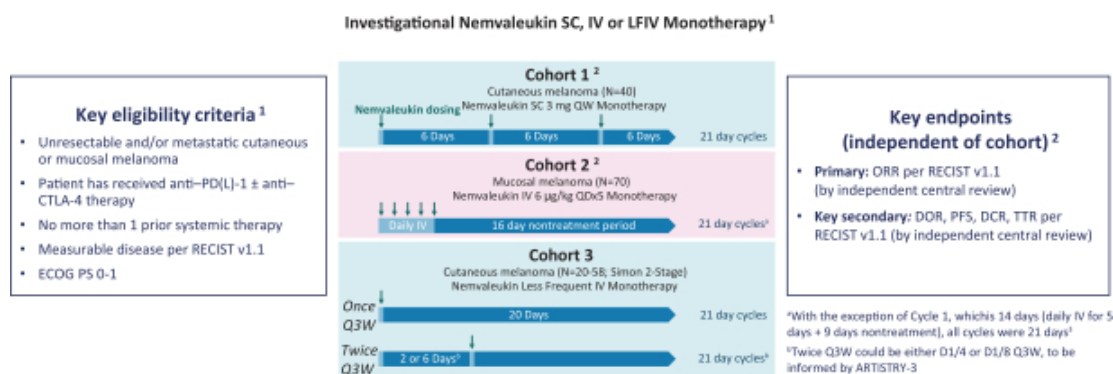 Investigational Nemvaleukin SC, IV or LFIV Monotherapy 1
Key eligibility criteria 1
• Unresectable and/or metastatic cutaneous
or mucosal melanoma
• Patient has received anti–PD(L)-1 ± anti–
CTLA-4 therapy
• No more than 1 prior systemic therapy
• Measurable disease per RECIST v1.1
• ECOG PS 0-1
Cohort 1 2
Cutaneous melanoma (N=40)
Nemvaleukin SC 3 mg QW Monotherapy
Nemvaleukin dosing
6 Days 6 Days 6 Days 21 day cycles
Cohort 2 2
Mucosal melanoma (N=70)
Nemvaleukin IV 6 µg/kg QDx5 Monotherapy
Daily IV 16 day nontreatment period 21 day cyclesª
Cohort 3
Cutaneous melanoma (N=20-58; Simon 2-Stage)
Nemvaleukin Less Frequent IV Monotherapy
Once
Q3W
20 Days 21 day cycles
Twice
Q3W
2 or 6 Daysᵇ 21 day cyclesᵇ
Key endpoints
(independent of cohort) 2
• Primary: ORR per RECIST v1.1
(by independent central review)
• Key secondary: DOR, PFS, DCR, TTR per
RECIST v1.1 (by independent central review)
ªWith the exception of Cycle 1, whichis 14 days (daily IV for 5
days + 9 days nontreatment), all cycles were 21 days¹
ᵇTwice Q3W could be either D1/4 or D1/8 Q3W, to be
informed by ARTISTRY-3